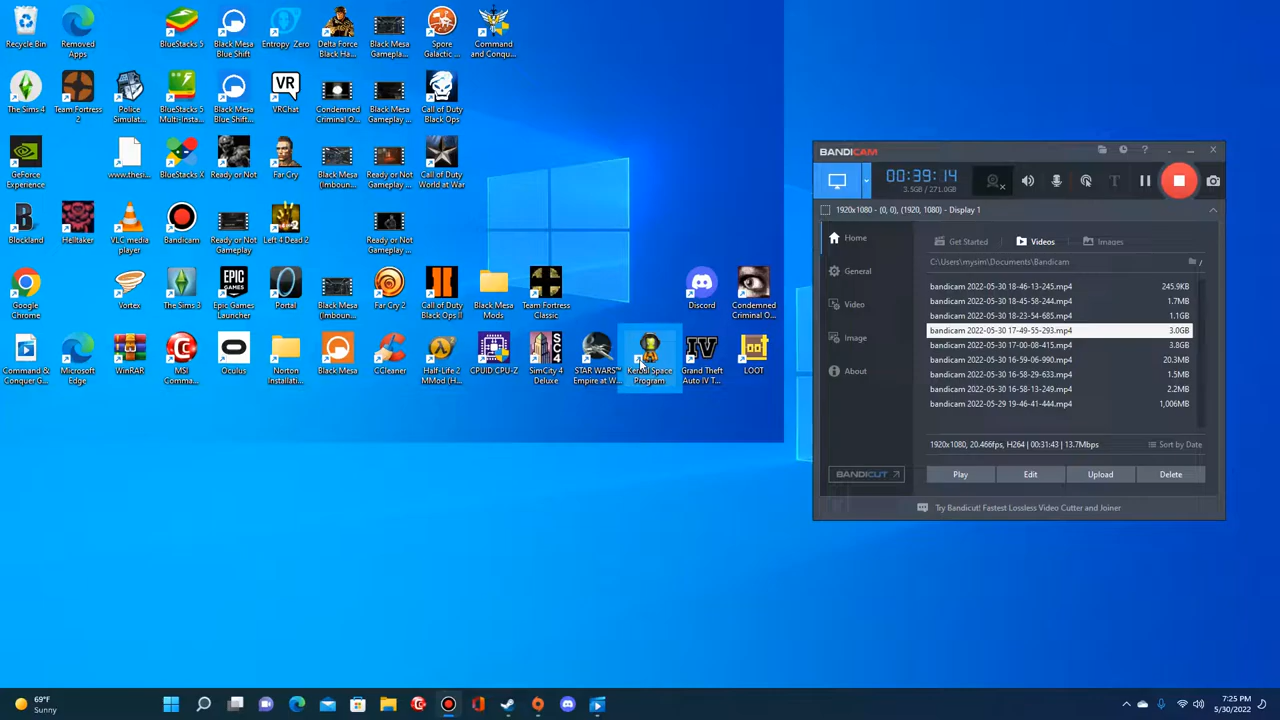 Recycle Bin
Removed Apps
BlueStacks 5
Black Mesa Blue Shift
Entropy Zero
Delta Force Black Ha...
Black Mesa Gamepla...
Spore Galactic ...
Command and Conqu...
The Sims 4
Team Fortress 2
Police Simulat...
BlueStacks 5 Multi-Insta...
Black Mesa Blue Shift...
VR
VRChat
Condemned Criminal O...
Black Mesa Gameplay ...
Call of Duty Black Ops
GeForce Experience
www.thesi...
BlueStacks X
Ready or Not
Far Cry
Black Mesa (Imboun...
Ready or Not Gameplay ...
Call of Duty World at War
Blockland
Helltaker
VLC media player
Bandicam
Ready or Not Gameplay
Left 4 Dead 2
Ready or Not Gameplay ...
Google Chrome
Vortex
The Sims 3
EPIC GAMES
Epic Games Launcher
Portal
Black Mesa (Imboun...
Far Cry 2
Call of Duty Black Ops II
Black Mesa Mods
Team Fortress Classic
Discord
Condemned Criminal O...
Command & Conquer G...
Microsoft Edge
WinRAR
MSI Comma...
Oculus
Norton Installati...
Black Mesa
CCleaner
Half-Life 2 MMod (H...
CPUID CPU-Z
SC4
SimCity 4 Deluxe
STAR WARS™ Empire at W...
Kerbal Space Program
IV
Grand Theft Auto IV T...
LOOT
BANDICAM
00:39:14
3.5GB / 271.0GB
1920x1080 - (0, 0), (1920, 1080) - Display 1
Home
General
Video
Image
About
BANDICUT
Get Started
Videos
Images
C:\Users\mysim\Documents\Bandicam
bandicam 2022-05-30 18-46-13-245.mp4 245.9KB
bandicam 2022-05-30 18-45-58-244.mp4 1.7MB
bandicam 2022-05-30 18-23-54-685.mp4 1.1GB
bandicam 2022-05-30 17-49-55-293.mp4 3.0GB
bandicam 2022-05-30 17-00-08-415.mp4 3.8GB
bandicam 2022-05-30 16-59-06-990.mp4 20.3MB
bandicam 2022-05-30 16-58-29-633.mp4 1.5MB
bandicam 2022-05-30 16-58-13-249.mp4 2.2MB
bandicam 2022-05-29 19-46-41-444.mp4 1,006MB
1920x1080, 20.466fps, H264 | 00:31:43 | 13.7Mbps
Sort by Date
Play
Edit
Upload
Delete
Try Bandicut! Fastest Lossless Video Cutter and Joiner
69°F
Sunny
7:25 PM
5/30/2022